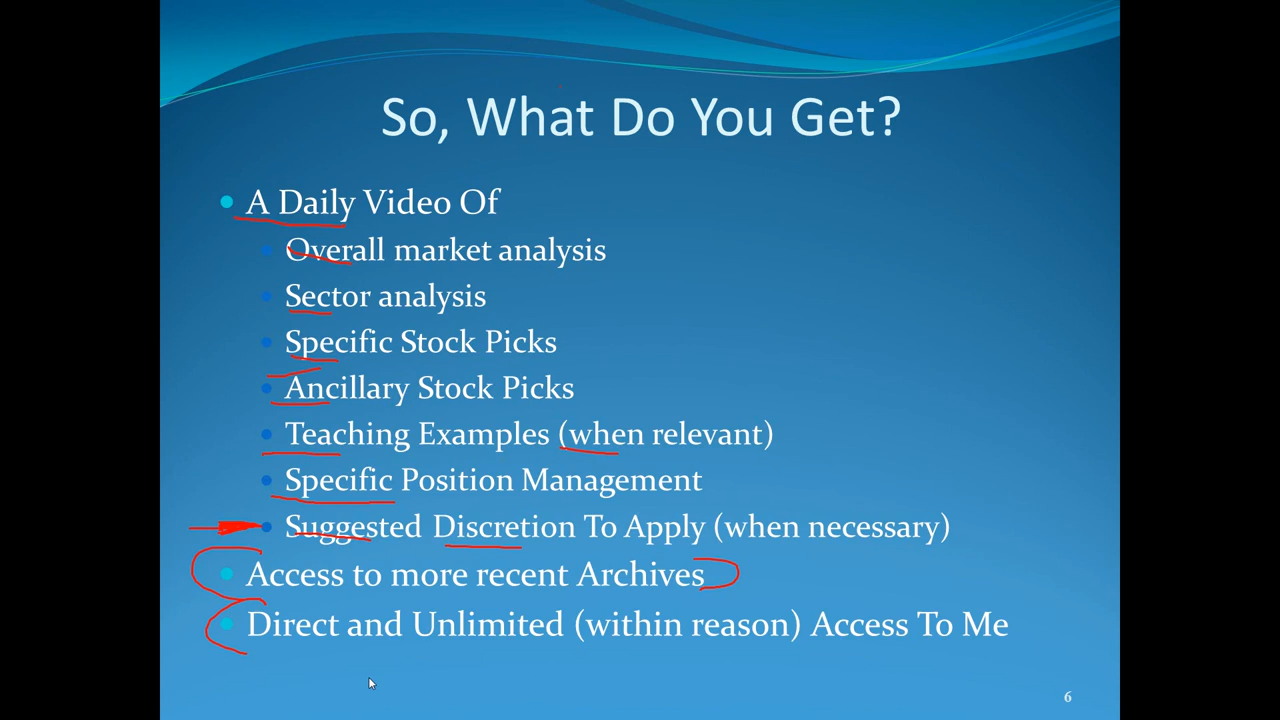 So, What Do You Get?
A Daily Video Of
Overall market analysis
Sector analysis
Specific Stock Picks
Ancillary Stock Picks
Teaching Examples (when relevant)
Specific Position Management
Suggested Discretion To Apply (when necessary)
Access to more recent Archives
Direct and Unlimited (within reason) Access To Me
6